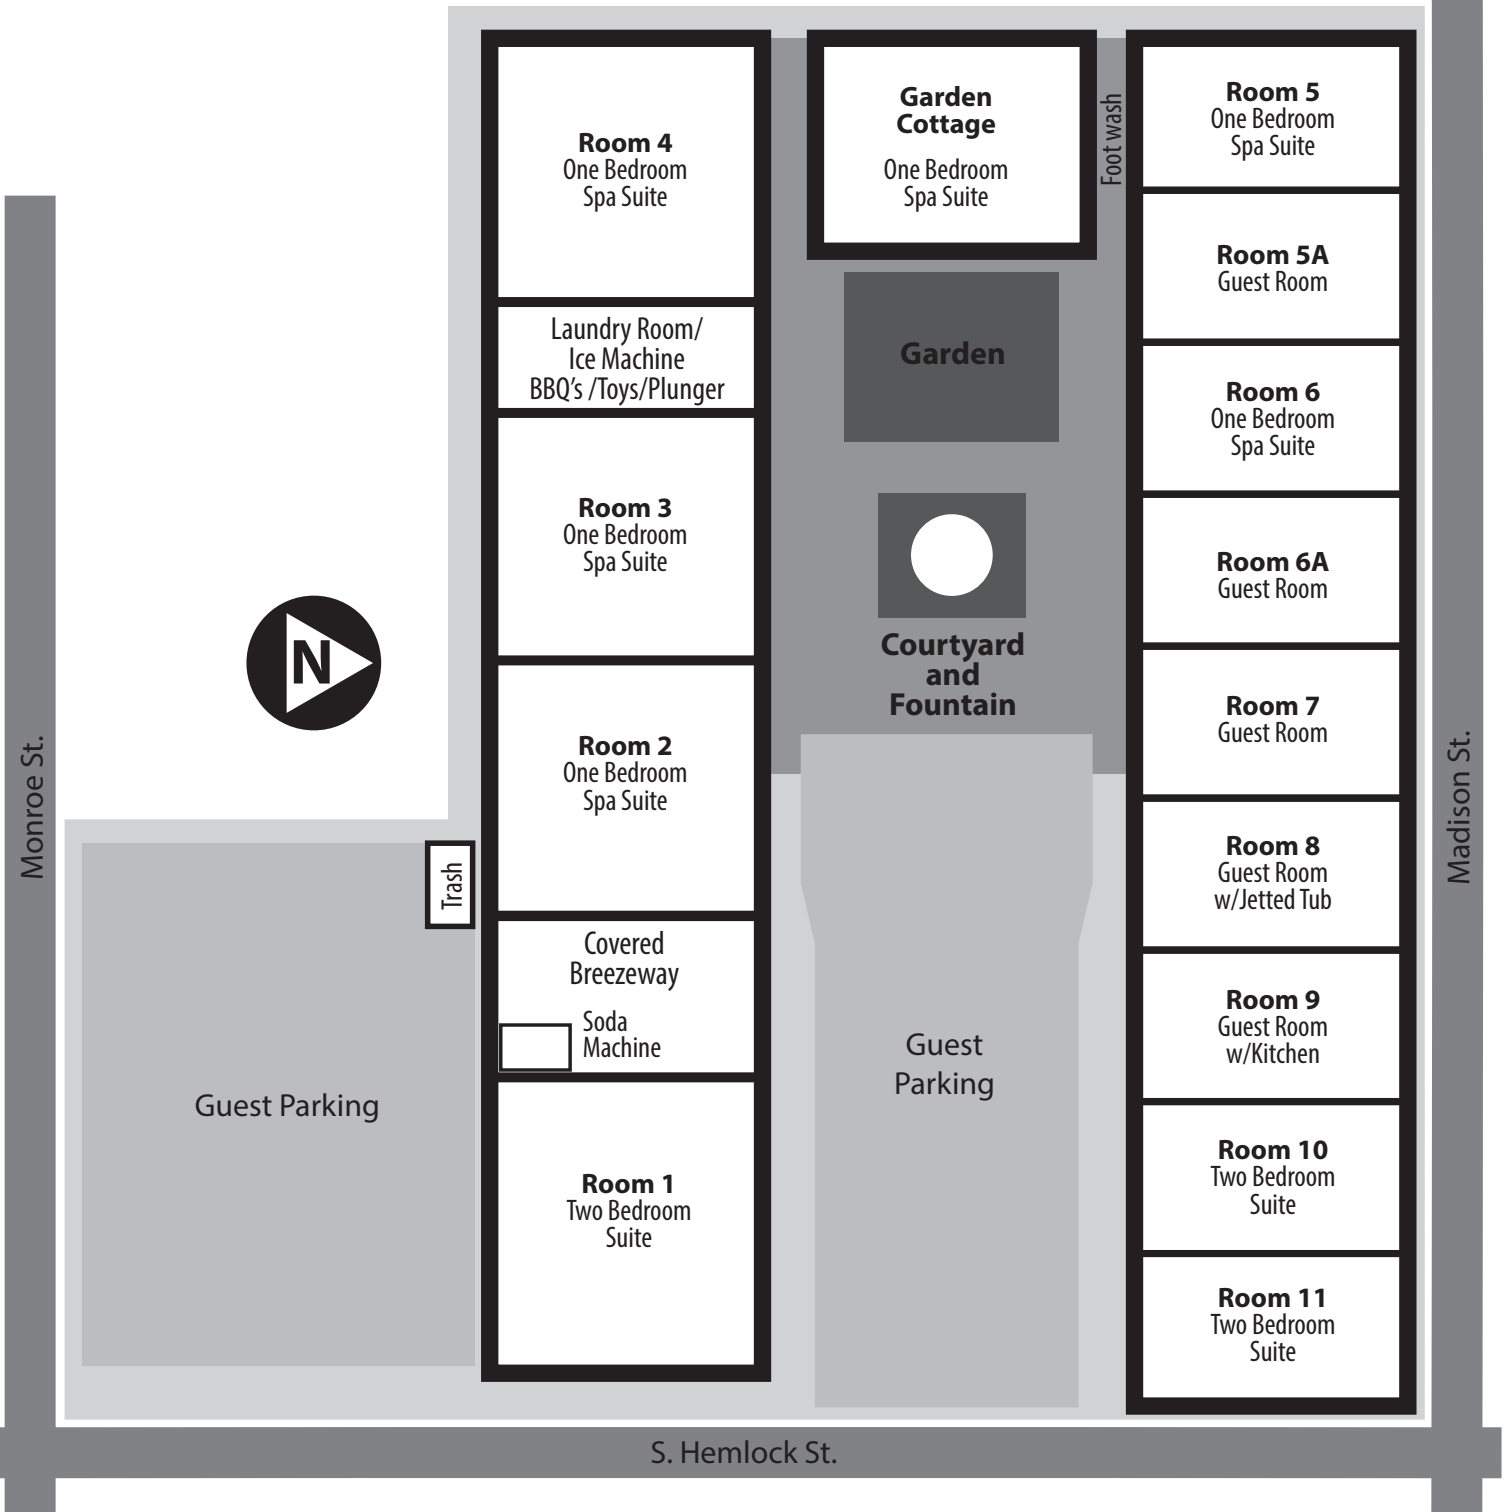 Room 4
One Bedroom
Spa Suite
Laundry Room/
Ice Machine
BBQ's /Toys/Plunger
Room 3
One Bedroom
Spa Suite
Room 2
One Bedroom
Spa Suite
Covered
Breezeway
Soda
Machine
Room 1
Two Bedroom
Suite
Garden
Cottage
One Bedroom
Spa Suite
Foot wash
Garden
Courtyard
and
Fountain
Guest
Parking
Room 5
One Bedroom
Spa Suite
Room 5A
Guest Room
Room 6
One Bedroom
Spa Suite
Room 6A
Guest Room
Room 7
Guest Room
Room 8
Guest Room
w/Jetted Tub
Room 9
Guest Room
w/Kitchen
Room 10
Two Bedroom
Suite
Room 11
Two Bedroom
Suite
N
Monroe St.
Trash
Guest Parking
Madison St.
S. Hemlock St.